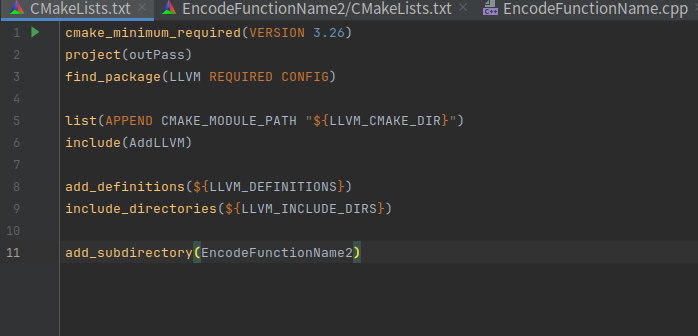 CMakeLists.txt × EncodeFunctionName2/CMakeLists.txt × EncodeFunctionName.cpp
1 cmake_minimum_required(VERSION 3.26)
2 project(outPass)
3 find_package(LLVM REQUIRED CONFIG)
4
5 list(APPEND CMAKE_MODULE_PATH "${LLVM_CMAKE_DIR}")
6 include(AddLLVM)
7
8 add_definitions(${LLVM_DEFINITIONS})
9 include_directories(${LLVM_INCLUDE_DIRS})
10
11 add_subdirectory(EncodeFunctionName2)